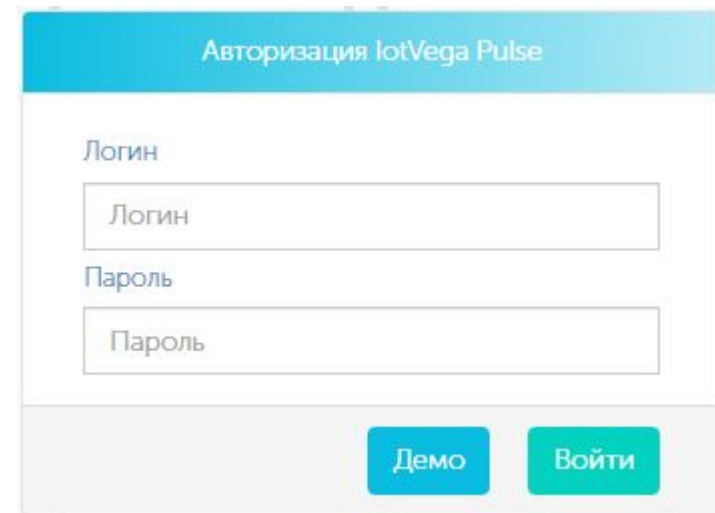 Авторизация IotVega Pulse
Логин
Логин
Пароль
Пароль
Демо Войти